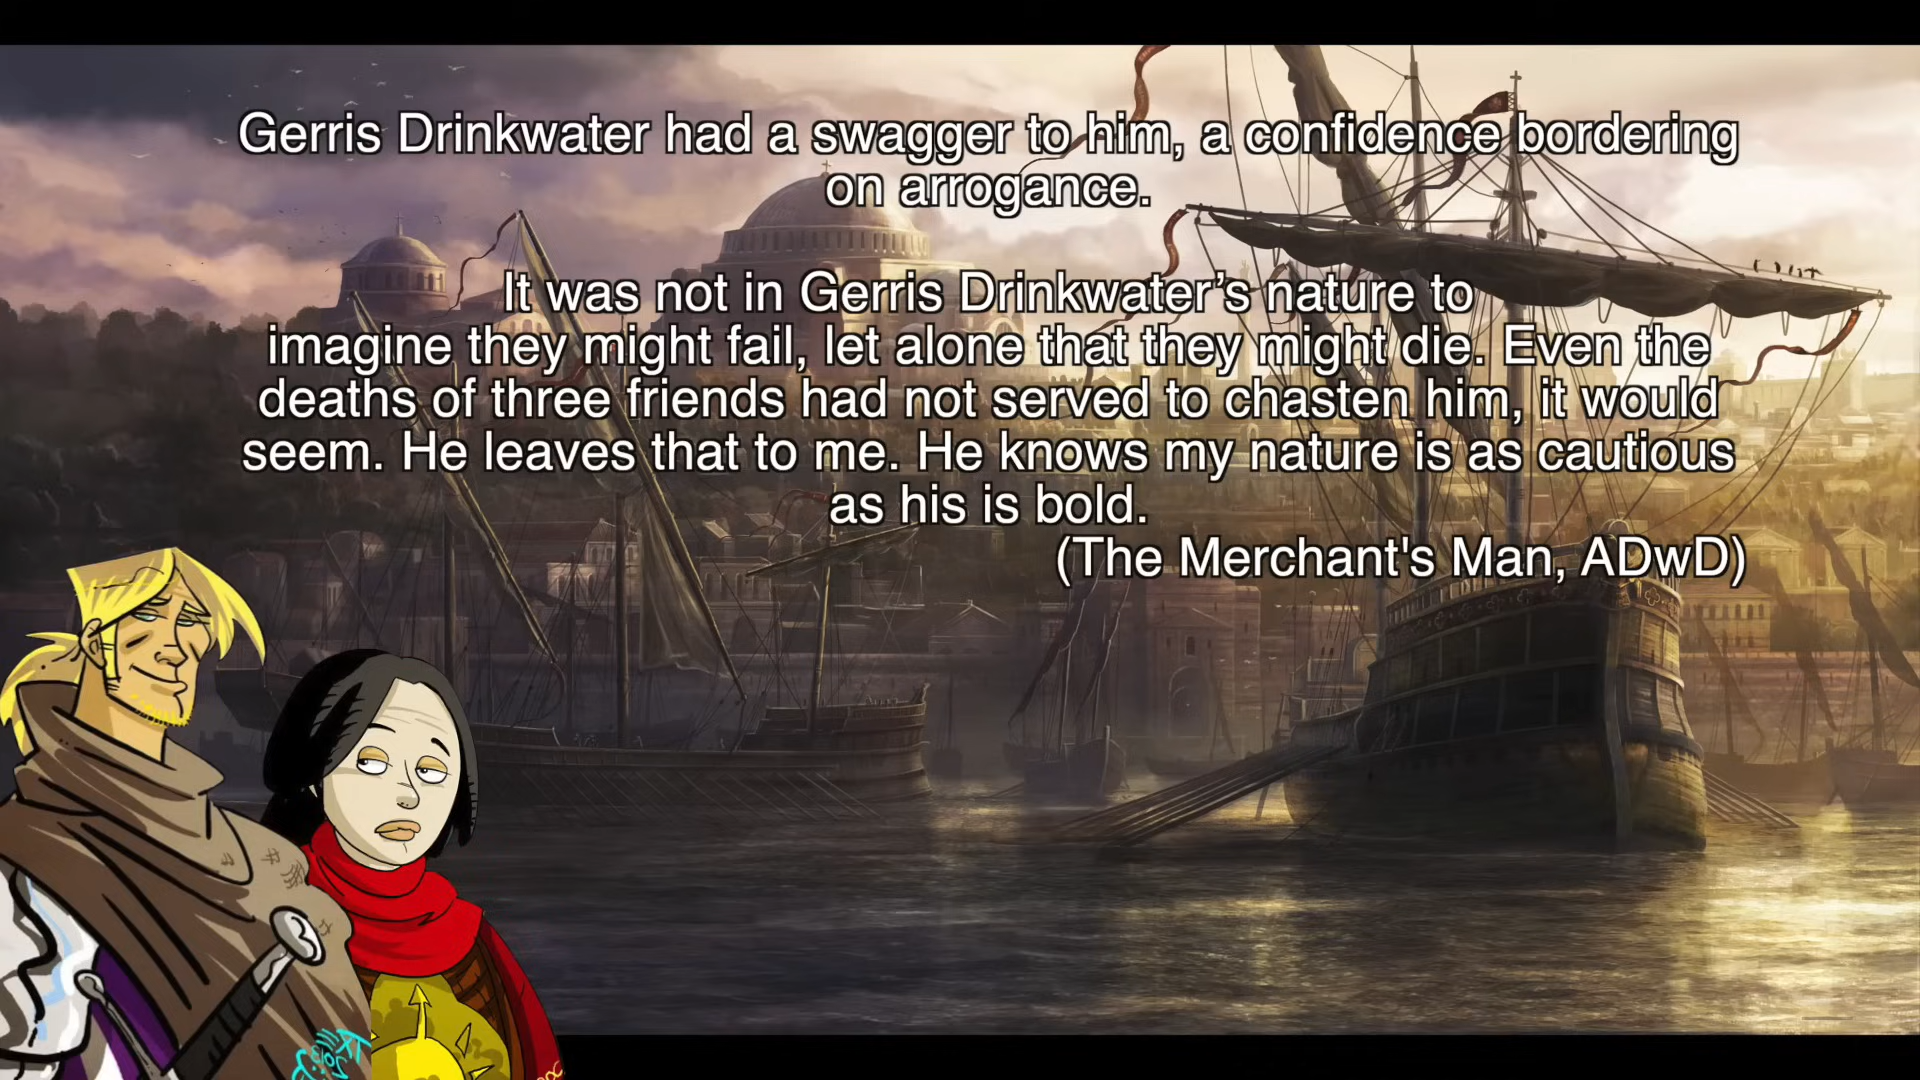 Gerris Drinkwater had a swagger to him, a confidence bordering
on arrogance.
It was not in Gerris Drinkwater’s nature to
imagine they might fail, let alone that they might die. Even the
deaths of three friends had not served to chasten him, it would
seem. He leaves that to me. He knows my nature is as cautious
as his is bold.
(The Merchant's Man, ADwD)